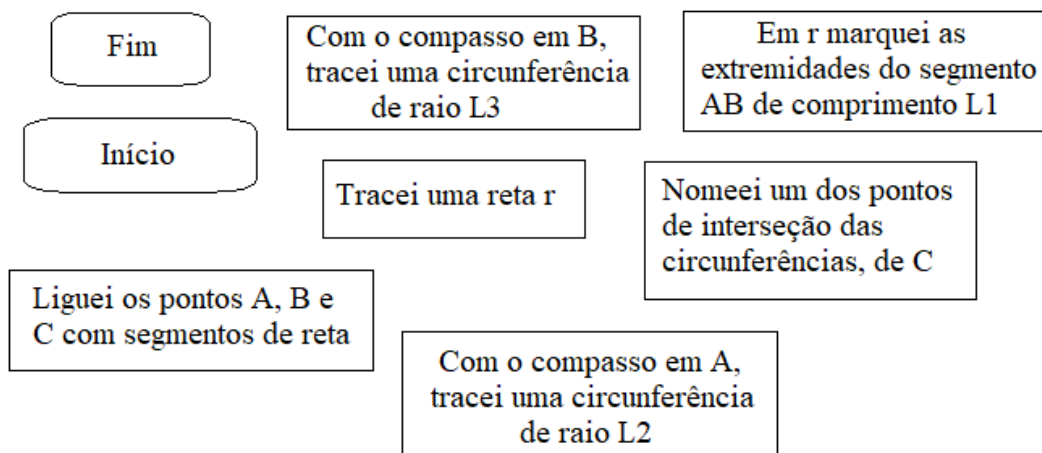 Fim
Com o compasso em B,
tracei uma circunferência
de raio L3
Em r marquei as
extremidades do segmento
AB de comprimento L1
Início
Tracei uma reta r
Nomeei um dos pontos
de interseção das
circunferências, de C
Liguei os pontos A, B e
C com segmentos de reta
Com o compasso em A,
tracei uma circunferência
de raio L2